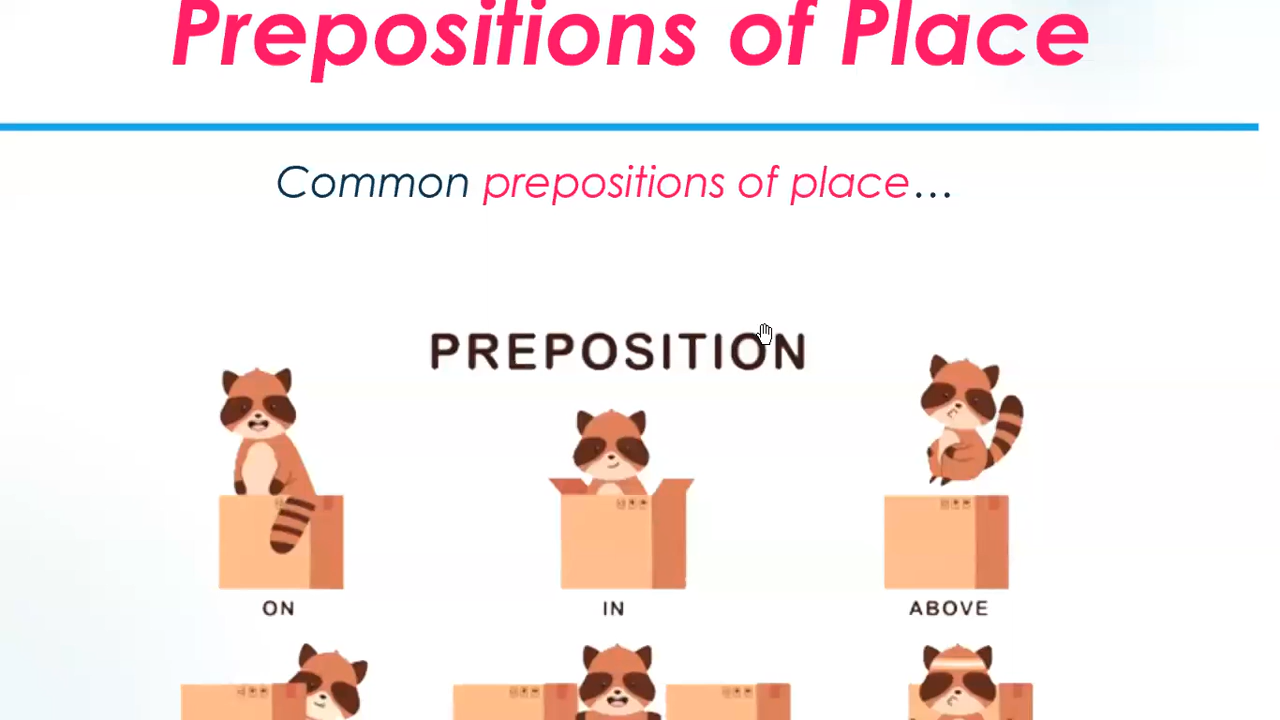 Prepositions of Place
Common prepositions of place...
PREPOSITION
ON
IN
ABOVE